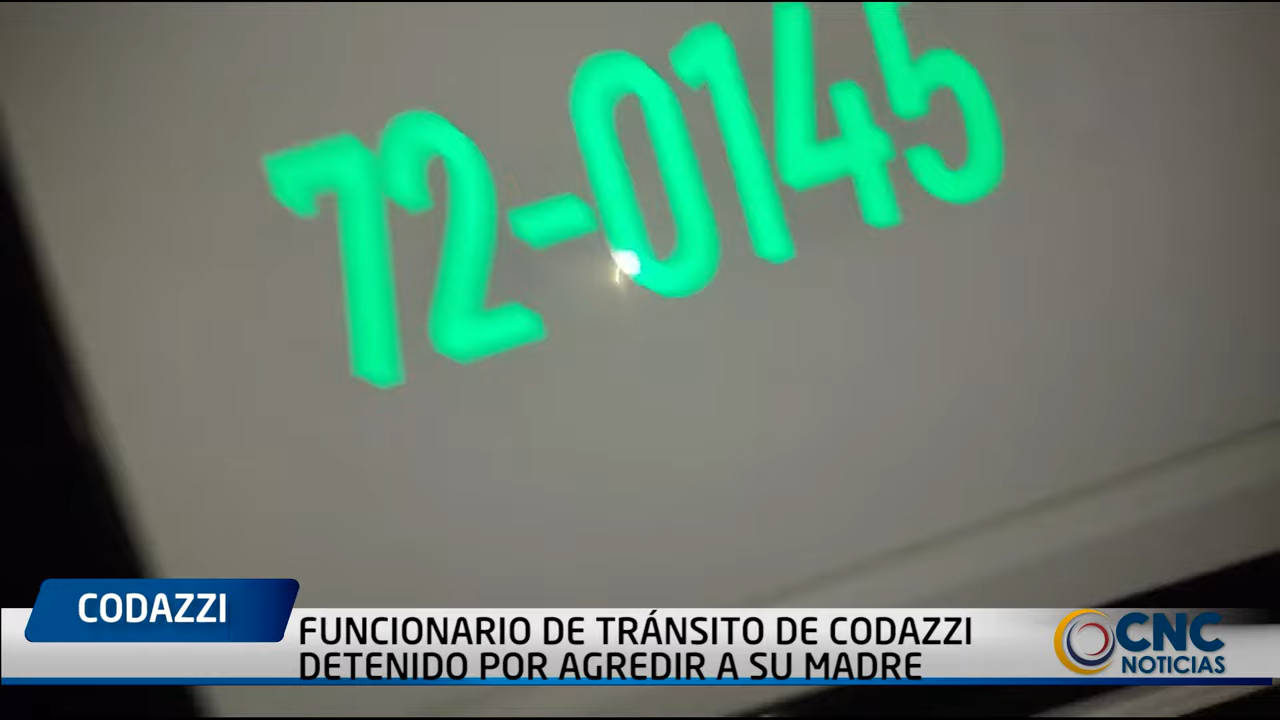 72-0145
CODAZZI
FUNCIONARIO DE TRÁNSITO DE CODAZZI
DETENIDO POR AGREDIR A SU MADRE
CNC
NOTICIAS